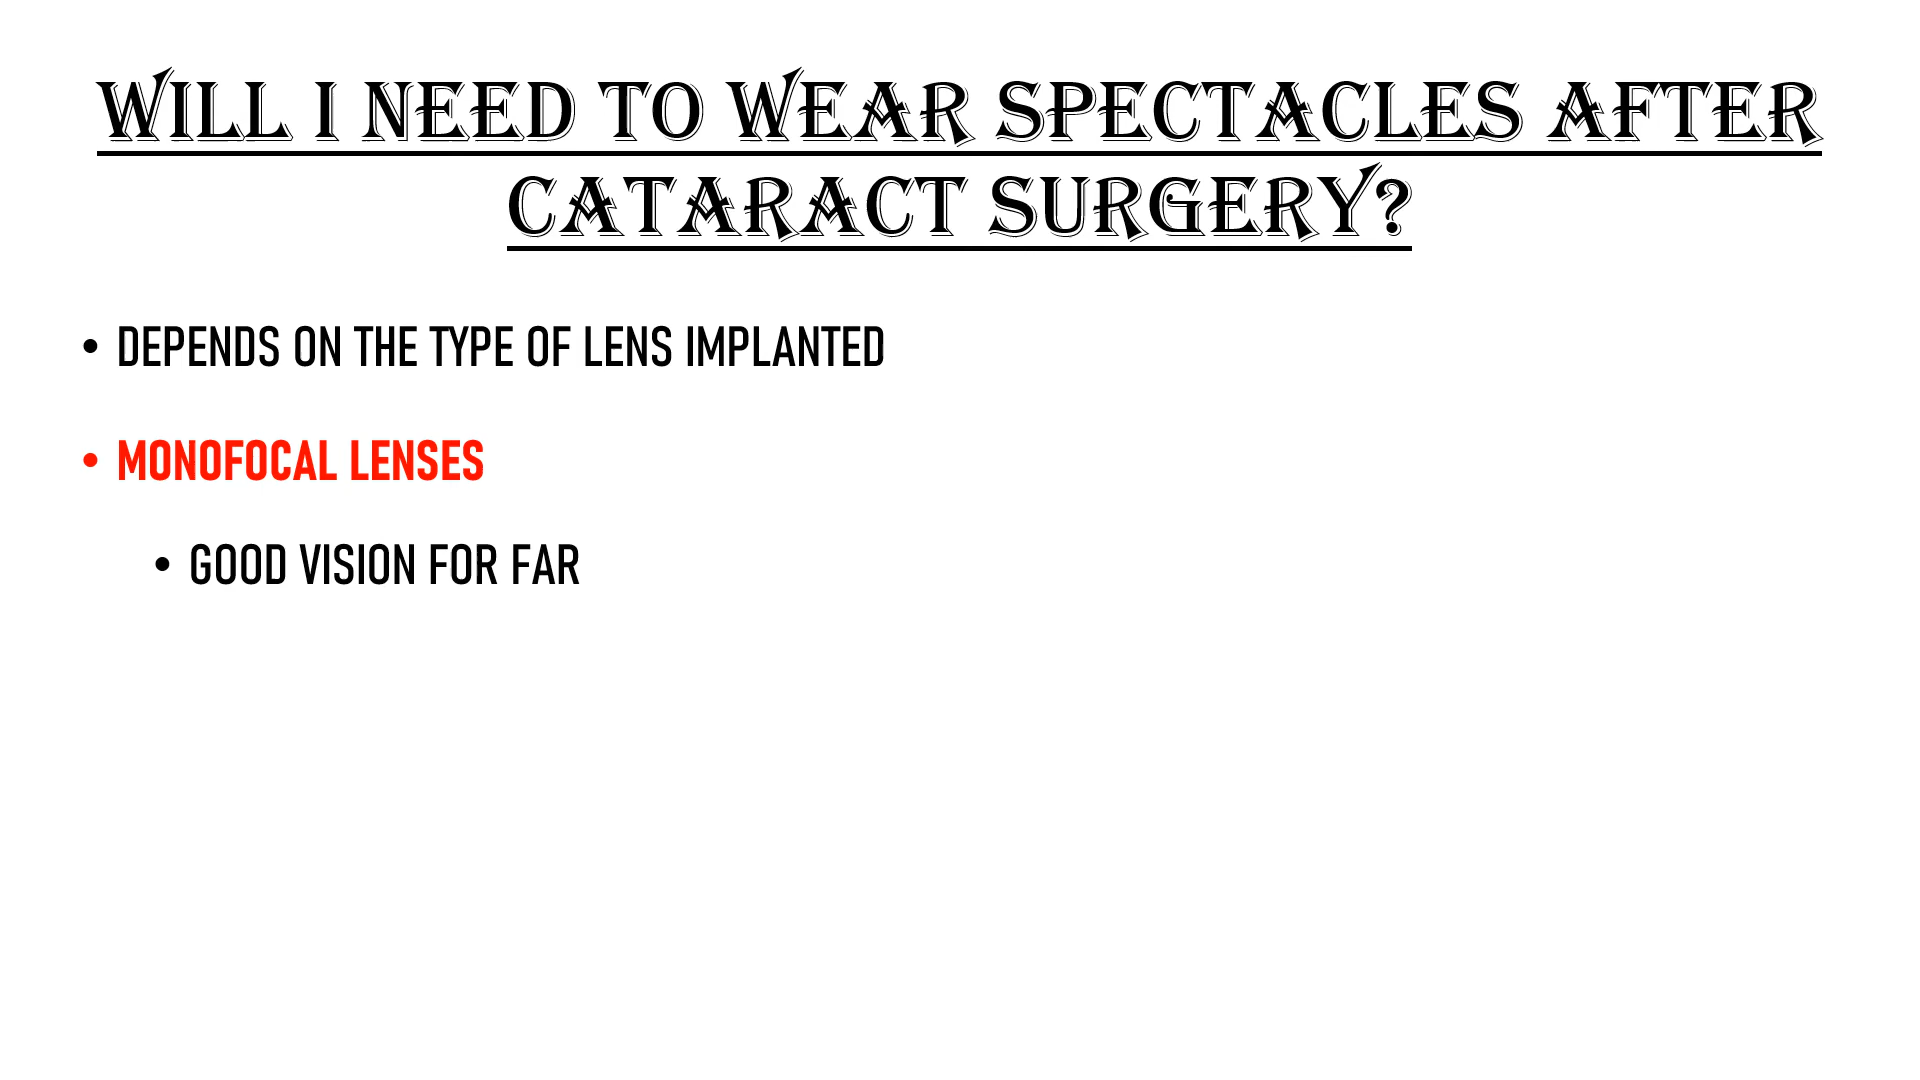 WILL I NEED TO WEAR SPECTACLES AFTER
CATARACT SURGERY?
• DEPENDS ON THE TYPE OF LENS IMPLANTED
• MONOFOCAL LENSES
• GOOD VISION FOR FAR